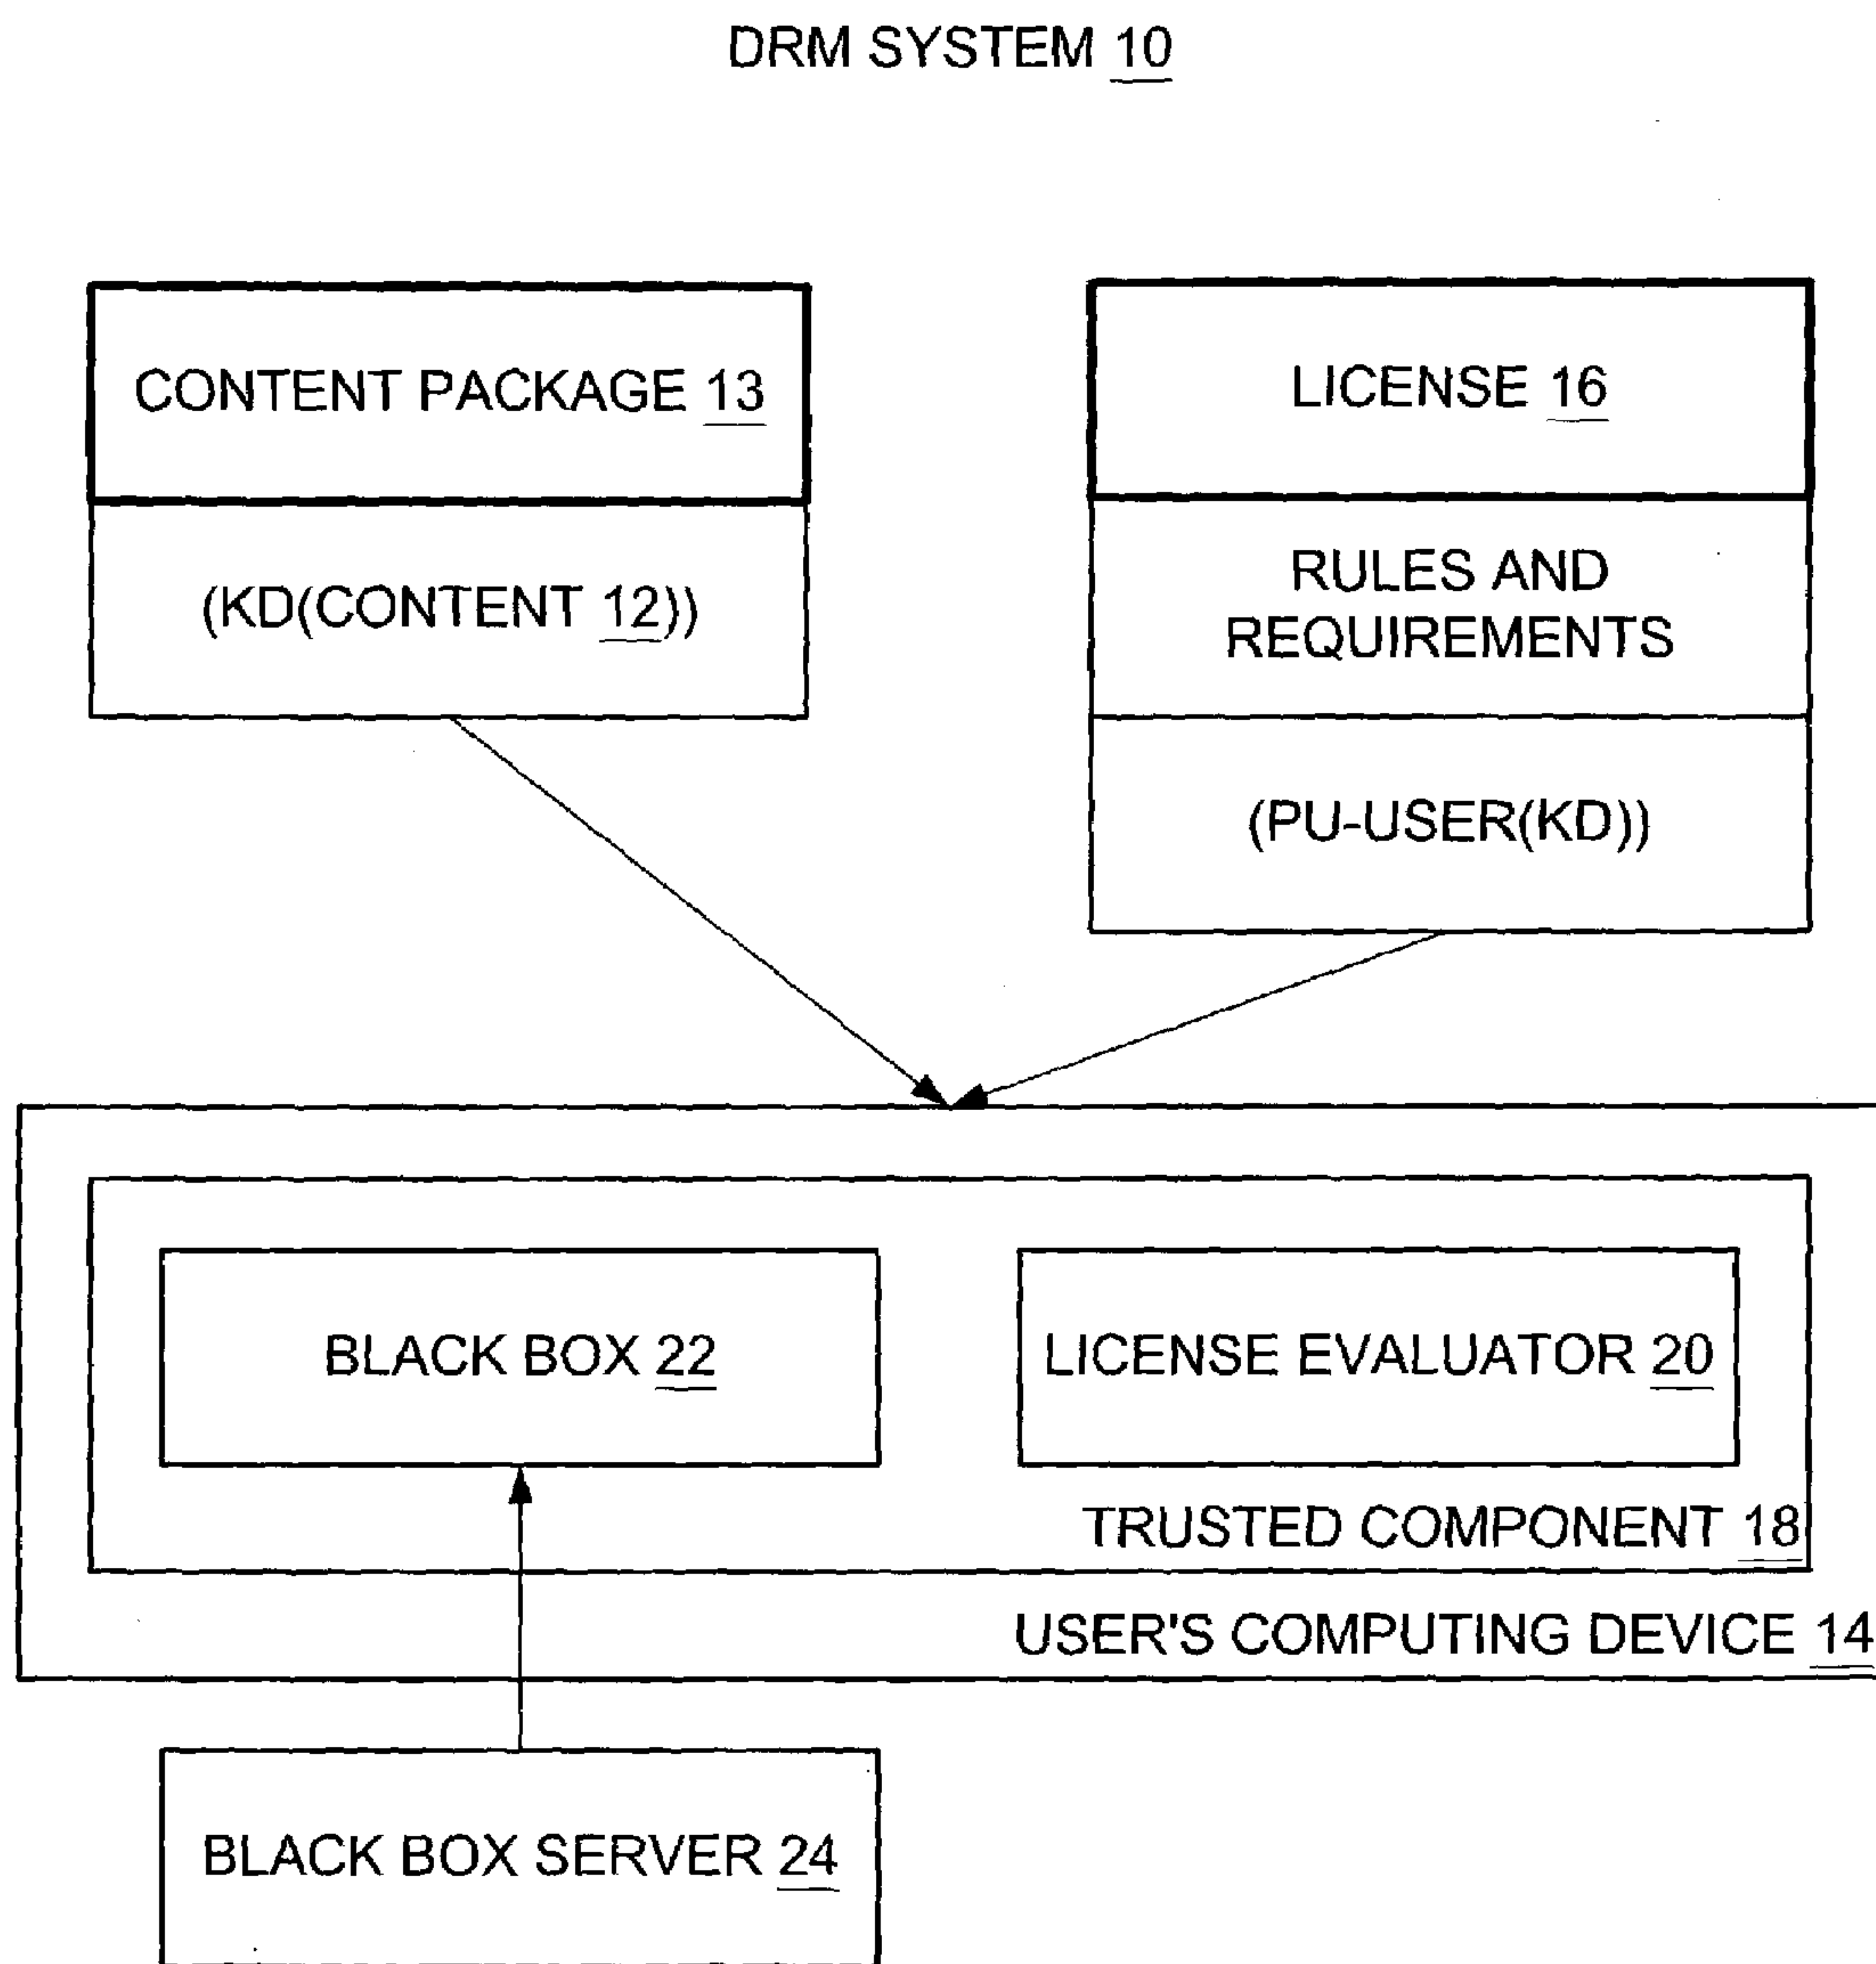 DRM SYSTEM 10
CONTENT PACKAGE 13
(KD(CONTENT 12))
LICENSE 16
RULES AND
REQUIREMENTS
(PU-USER(KD))
BLACK BOX 22
LICENSE EVALUATOR 20
TRUSTED COMPONENT 18
USER'S COMPUTING DEVICE 14
BLACK BOX SERVER 24